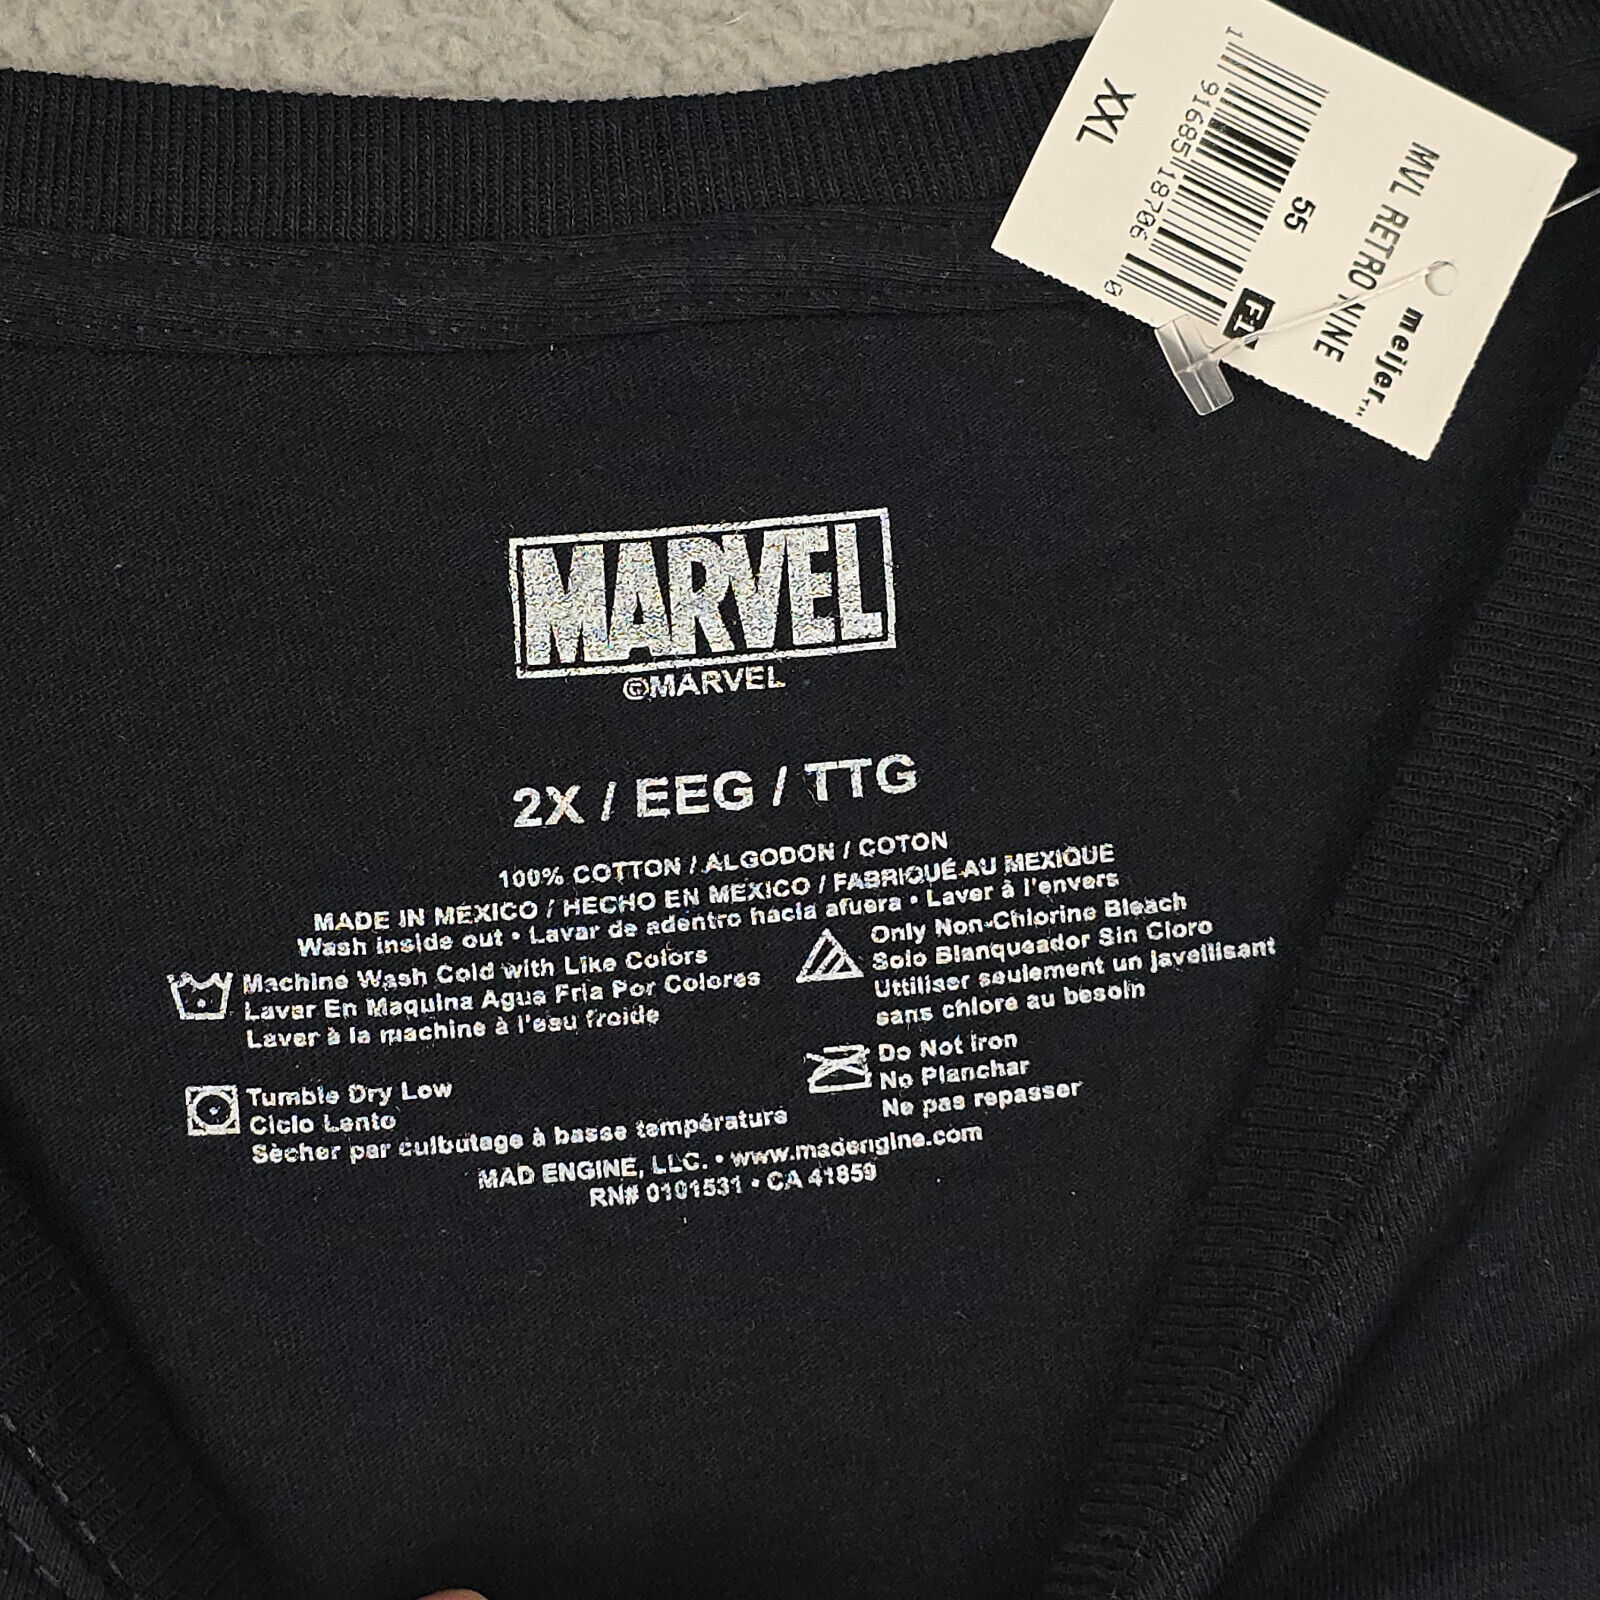 meijer™
MVL RETRO NINE
55
FL
1 91685 18706 0
XXL
MARVEL
©MARVEL
2X / EEG / TTG
100% COTTON / ALGODON / COTON
MADE IN MEXICO / HECHO EN MEXICO / FABRIQUÉ AU MEXIQUE
Wash inside out • Lavar de adentro hacia afuera • Laver à l'envers
Machine Wash Cold with Like Colors
Lavar En Maquina Agua Fria Por Colores
Laver à la machine à l'eau froide
Only Non-Chlorine Bleach
Solo Blanqueador Sin Cloro
Uttiliser seulement un javellisant
sans chlore au besoin
Tumble Dry Low
Ciclo Lento
Sècher par culbutage à basse température
Do Not Iron
No Planchar
Ne pas repasser
MAD ENGINE, LLC. • www.madengine.com
RN# 0101531 • CA 41859